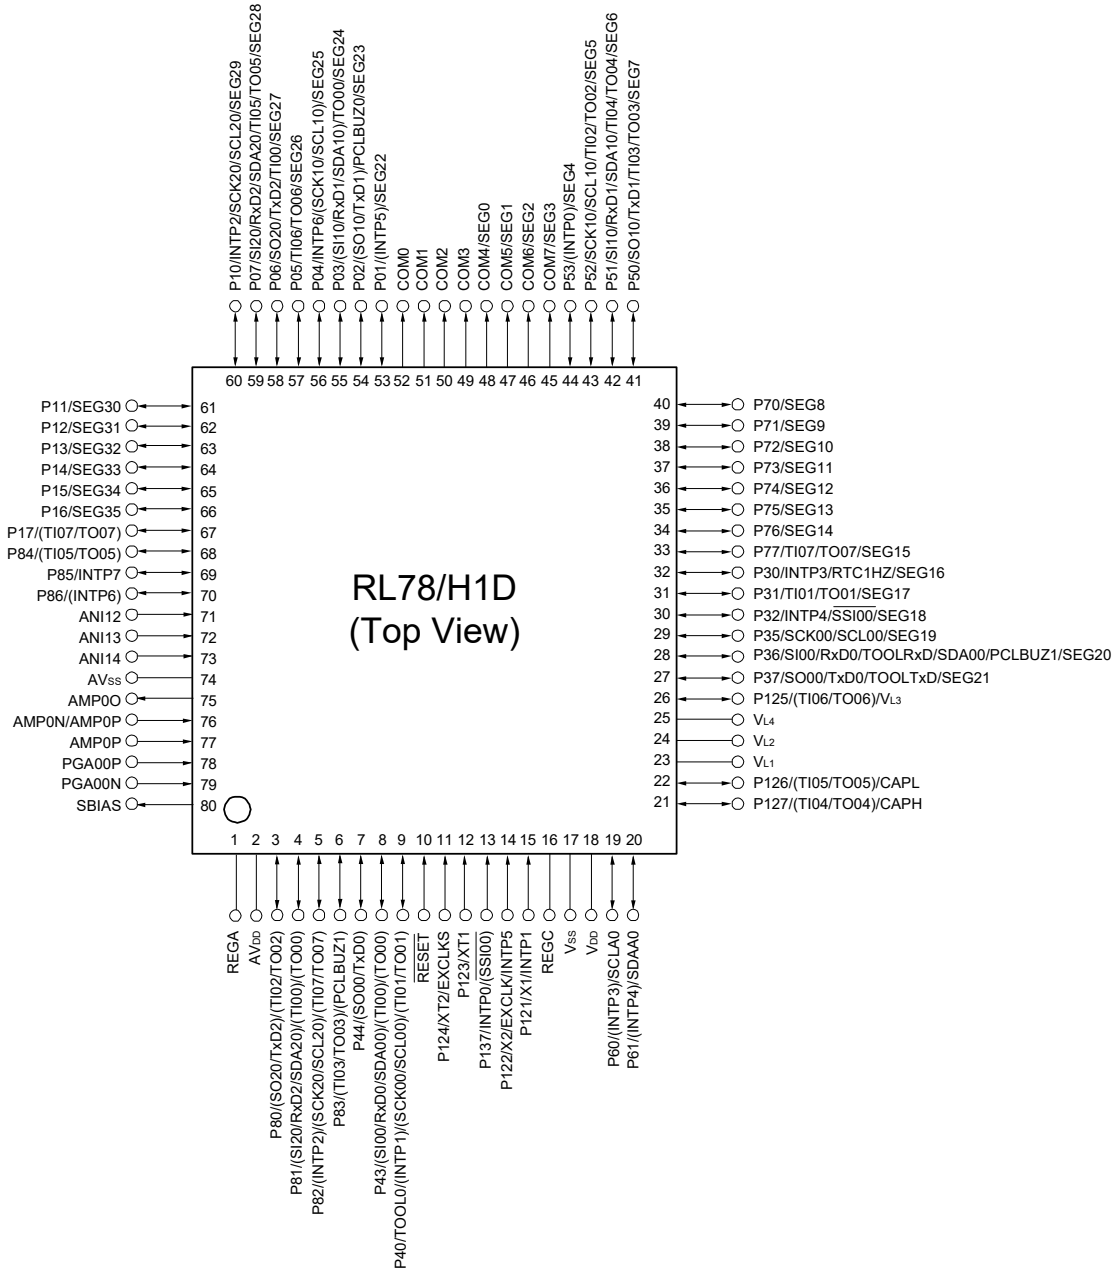 P10/INTP2/SCK20/SCL20/SEG29
P07/SI20/RxD2/SDA20/TI05/TO05/SEG28
P06/SO20/TxD2/TI00/SEG27
P05/TI06/TO06/SEG26
P04/INTP6/(SCK10/SCL10)/SEG25
P03/(SI10/RxD1/SDA10)/TO00/SEG24
P02/(SO10/TxD1)/PCLBUZ0/SEG23
P01/(INTP5)/SEG22
COM0
COM1
COM2
COM3
COM4/SEG0
COM5/SEG1
COM6/SEG2
COM7/SEG3
P53/(INTP0)/SEG4
P52/SCK10/SCL10/TI02/TO02/SEG5
P51/SI10/RxD1/SDA10/TI04/TO04/SEG6
P50/SO10/TxD1/TI03/TO03/SEG7
60 59 58 57 56 55 54 53 52 51 50 49 48 47 46 45 44 43 42 41
P11/SEG30 61
P12/SEG31 62
P13/SEG32 63
P14/SEG33 64
P15/SEG34 65
P16/SEG35 66
P17/(TI07/TO07) 67
P84/(TI05/TO05) 68
P85/INTP7 69
P86/(INTP6) 70
ANI12 71
ANI13 72
ANI14 73
AVSS 74
AMP0O 75
AMP0N/AMP0P 76
AMP0P 77
PGA00P 78
PGA00N 79
SBIAS 80
RL78/H1D
(Top View)
40 P70/SEG8
39 P71/SEG9
38 P72/SEG10
37 P73/SEG11
36 P74/SEG12
35 P75/SEG13
34 P76/SEG14
33 P77/TI07/TO07/SEG15
32 P30/INTP3/RTC1HZ/SEG16
31 P31/TI01/TO01/SEG17
30 P32/INTP4/SSI00/SEG18
29 P35/SCK00/SCL00/SEG19
28 P36/SI00/RxD0/TOOLRxD/SDA00/PCLBUZ1/SEG20
27 P37/SO00/TxD0/TOOLTxD/SEG21
26 P125/(TI06/TO06)/VL3
25 VL4
24 VL2
23 VL1
22 P126/(TI05/TO05)/CAPL
21 P127/(TI04/TO04)/CAPH
1 2 3 4 5 6 7 8 9 10 11 12 13 14 15 16 17 18 19 20
REGA
AVDD
P80/(SO20/TxD2)/(TI02/TO02)
P81/(SI20/RxD2/SDA20)/(TI00)/(TO00)
P82/(INTP2)/(SCK20/SCL20)/(TI07/TO07)
P83/(TI03/TO03)/(PCLBUZ1)
P44/(SO00/TxD0)
P43/(SI00/RxD0/SDA00)/(TI00)/(TO00)
P40/TOOL0/(INTP1)/(SCK00/SCL00)/(TI01/TO01)
RESET
P124/XT2/EXCLKS
P123/XT1
P137/INTP0/(SSI00)
P122/X2/EXCLK/INTP5
P121/X1/INTP1
REGC
VSS
VDD
P60/(INTP3)/SCLA0
P61/(INTP4)/SDAA0